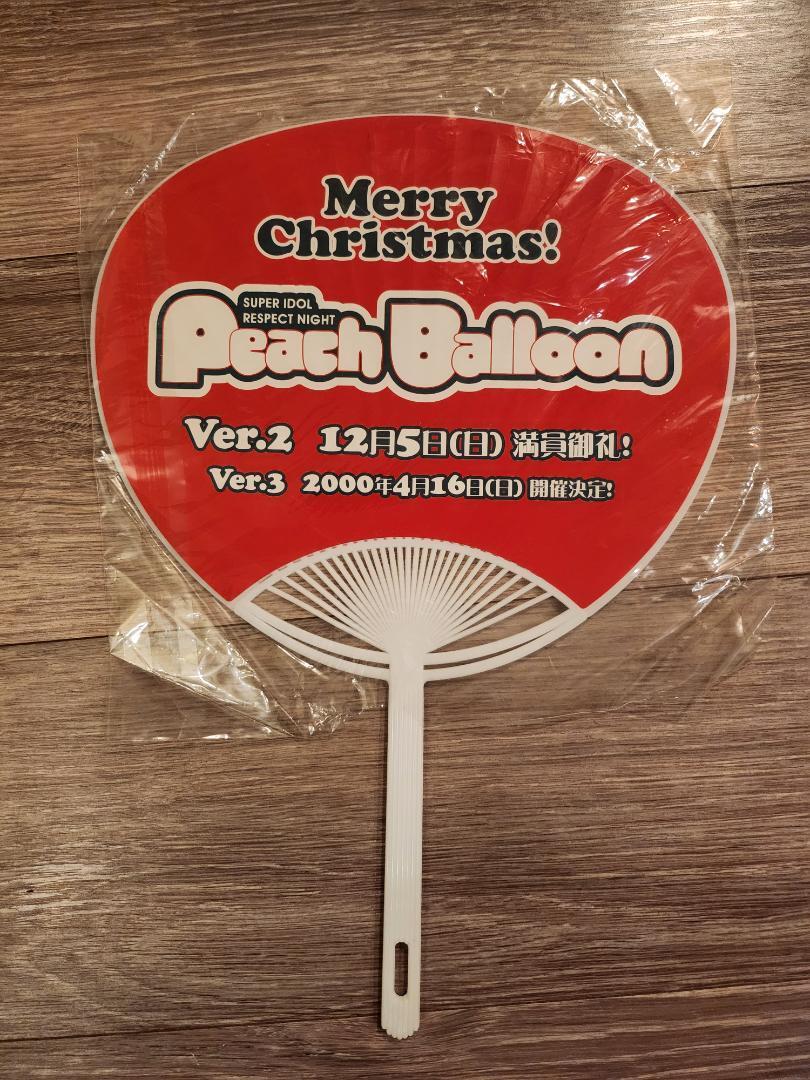 Merry
Christmas!
SUPER IDOL
RESPECT NIGHT
Peach Balloon
Ver.2 12月5日(日) 満員御礼!
Ver.3 2000年4月16日(日) 開催決定!